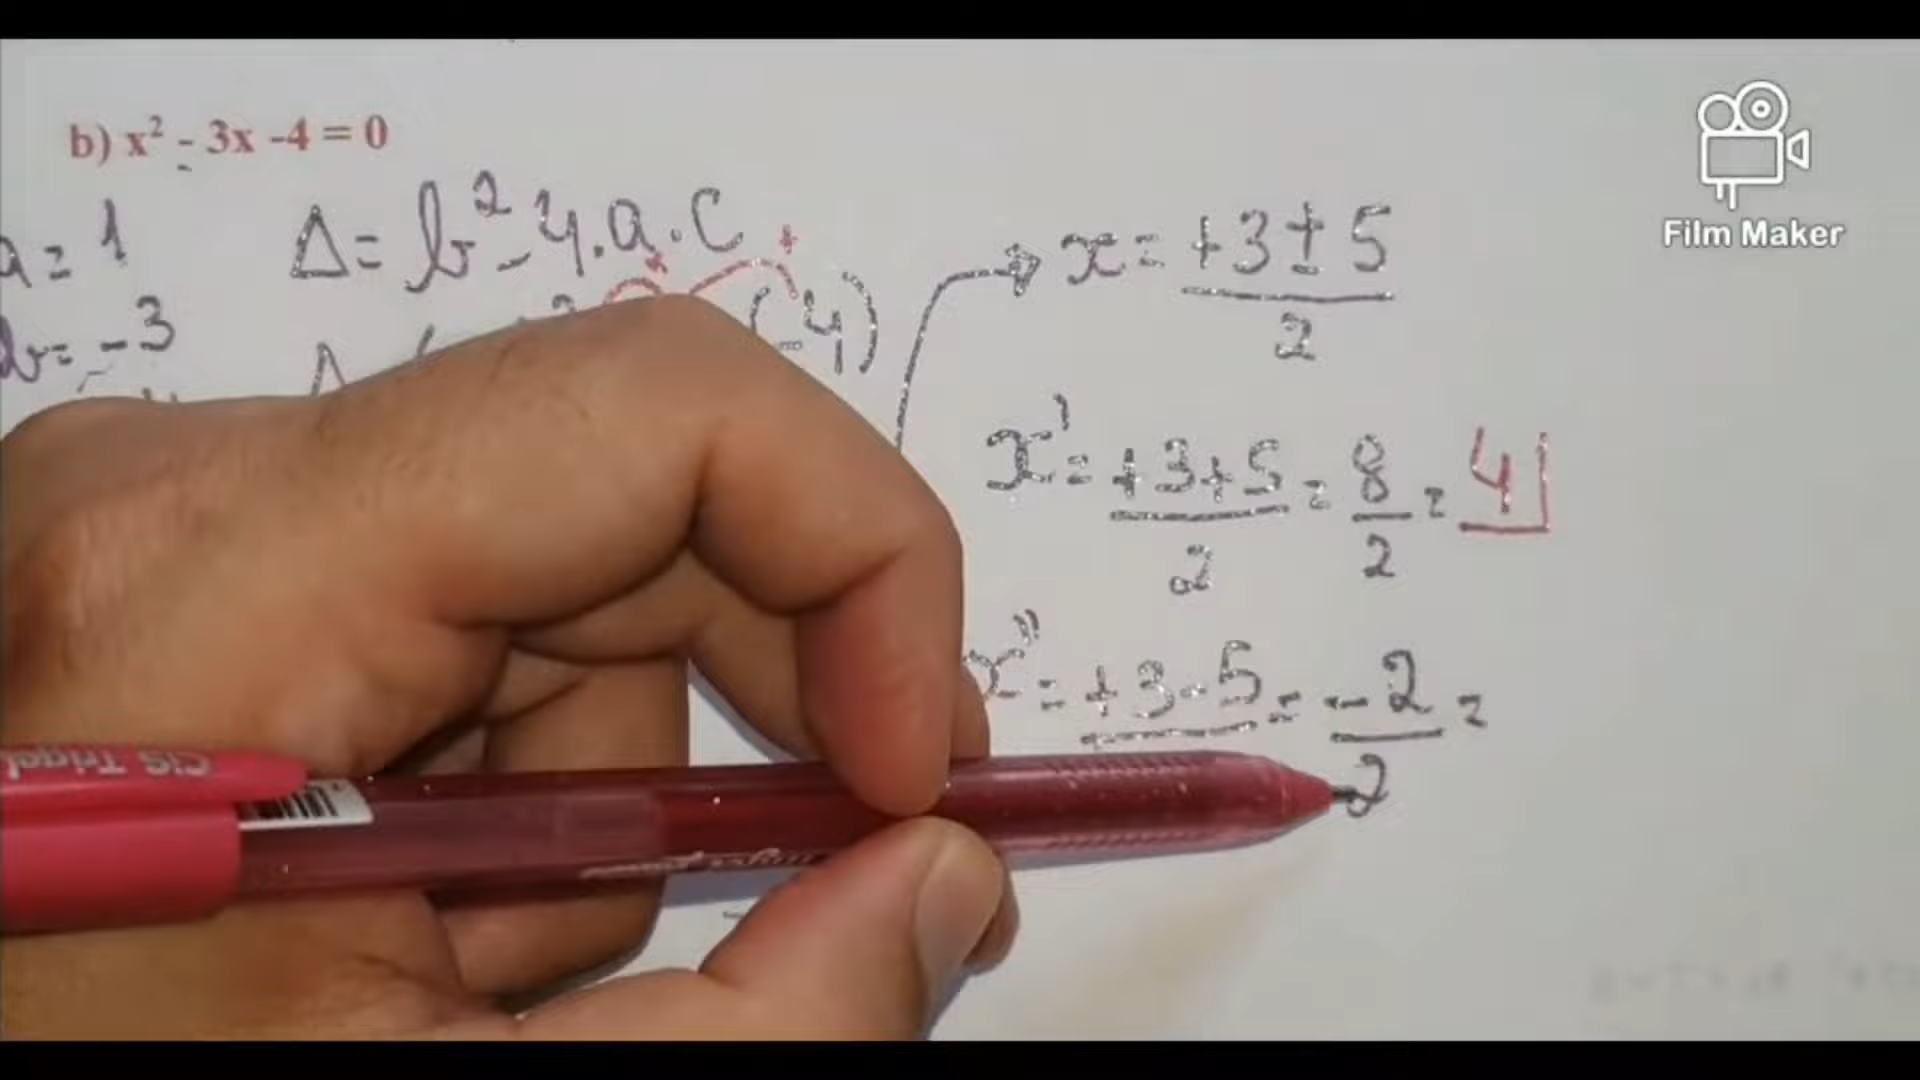 b) x² - 3x -4 = 0
a = 1
b = -3
Δ = b² - 4.a.c
+ +
(-4)
x = +3 ± 5
2
x' = +3+5 = 8 = 4
2 2
x'' = +3-5 = -2 =
2
CIS Trigel
Film Maker